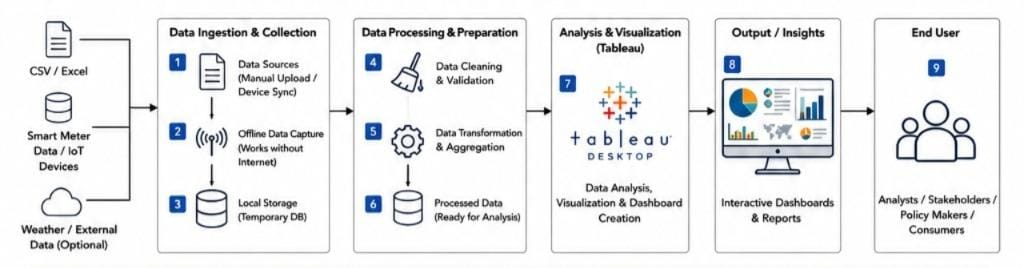 CSV / Excel
Smart Meter
Data / IoT
Devices
Weather / External
Data (Optional)
Data Ingestion & Collection
1
Data Sources
(Manual Upload /
Device Sync)
2
Offline Data Capture
(Works without
Internet)
3
Local Storage
(Temporary DB)
Data Processing & Preparation
4
Data Cleaning
& Validation
5
Data Transformation
& Aggregation
6
Processed Data
(Ready for Analysis)
Analysis & Visualization
(Tableau)
7
tableau
DESKTOP
Data Analysis,
Visualization & Dashboard
Creation
Output / Insights
8
Interactive Dashboards
& Reports
End User
9
Analysts / Stakeholders /
Policy Makers /
Consumers